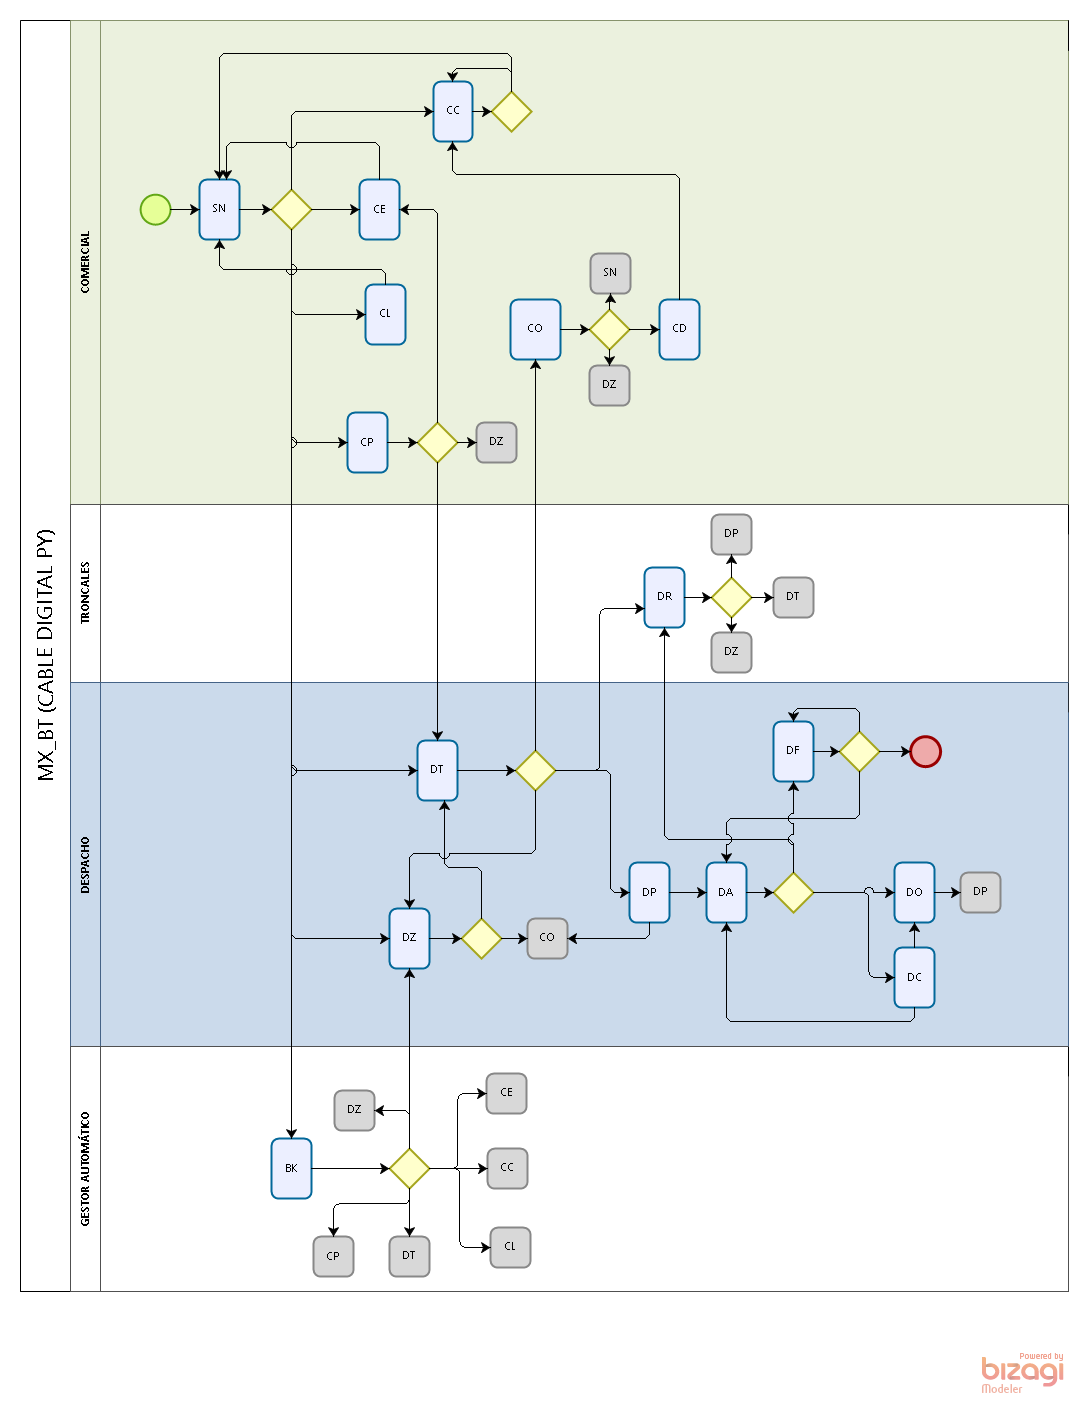 MX_BT (CABLE DIGITAL PY)
COMERCIAL
CC
SN
CE
SN
CL
CO
CD
DZ
CP
DZ
TRONCALES
DP
DR
DT
DZ
DESPACHO
DF
DT
DP
DA
DO
DP
DZ
CO
DC
GESTOR AUTOMÁTICO
CE
DZ
BK
CC
CL
CP
DT
Powered by
bizagi
Modeler